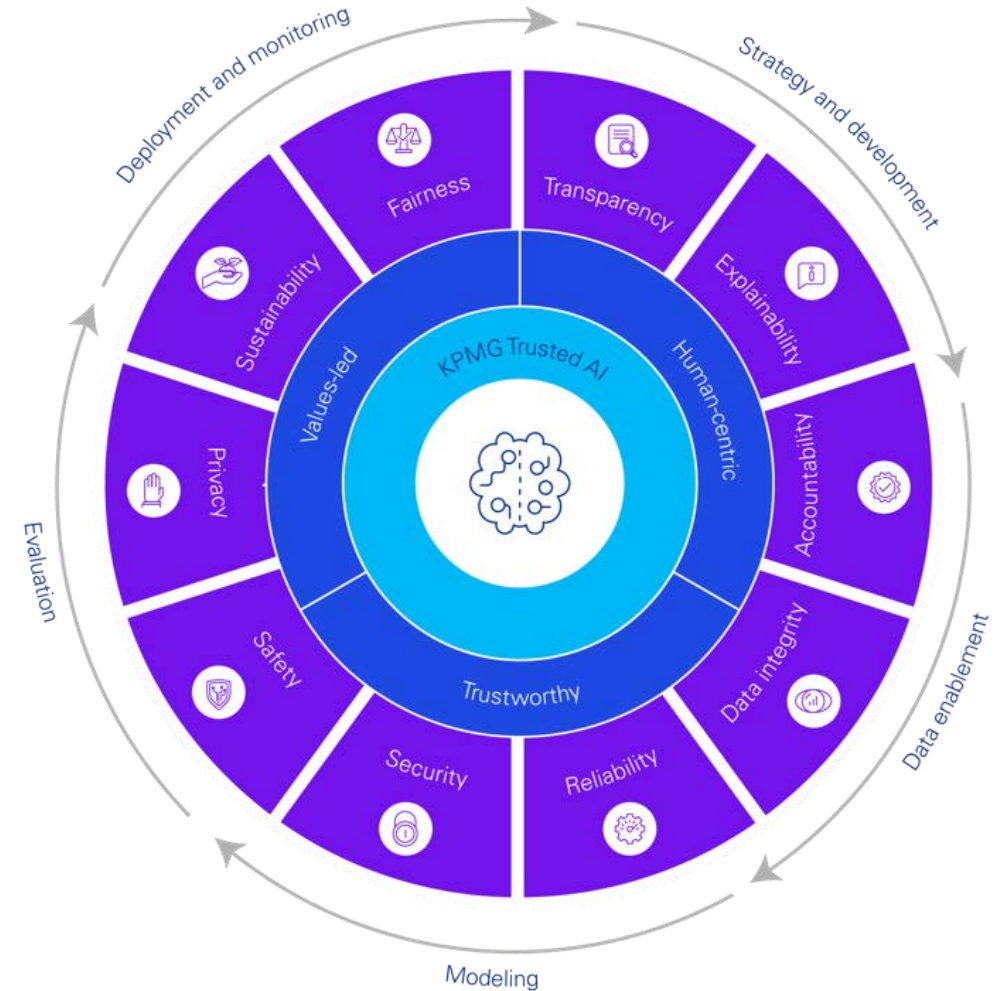 Deployment and monitoring
Strategy and development
Fairness
Transparency
Sustainability
Explainability
Values-led
KPMG Trusted AI
Human-centric
Privacy
Accountability
Evaluation
Safety
Data integrity
Data enablement
Trustworthy
Security
Reliability
Modeling